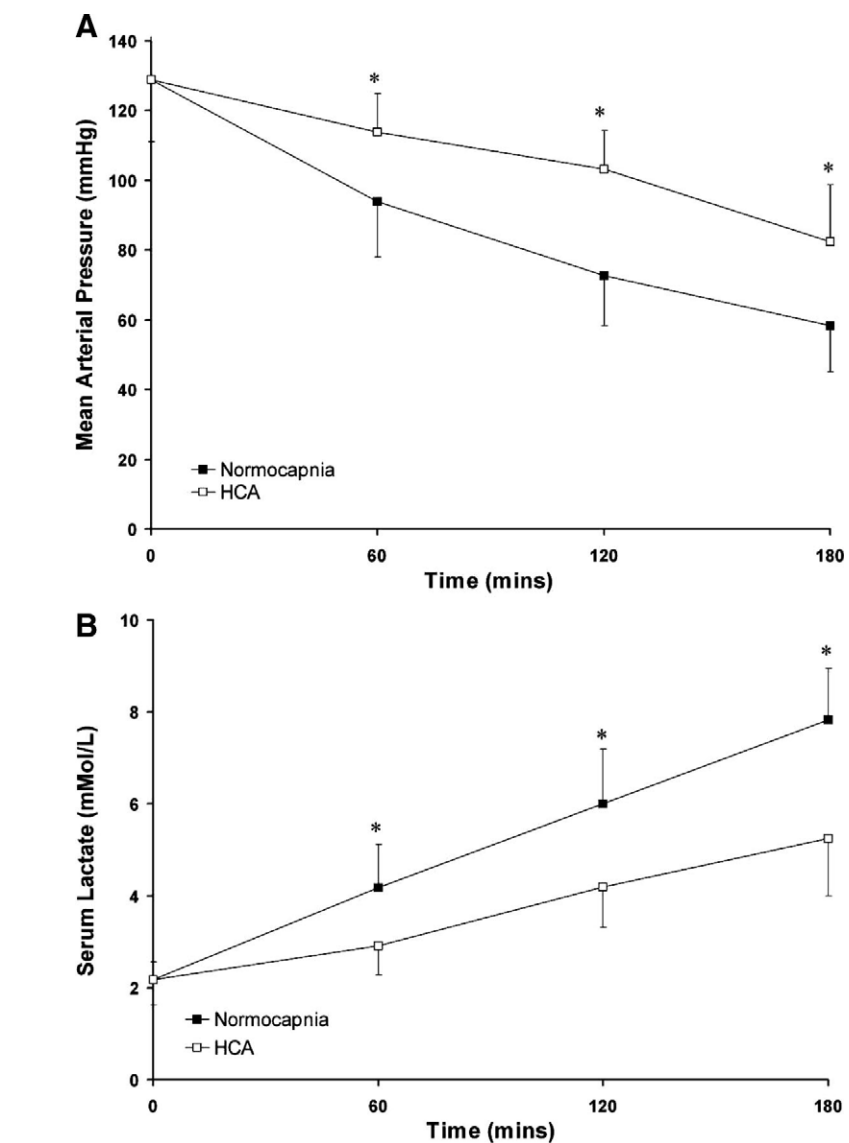 A
140
120
100
80
60
40
20
0
Mean Arterial Pressure (mmHg)
*
*
*
Normocapnia
HCA
0 60 120 180
Time (mins)
B
10
8
6
4
2
0
Serum Lactate (mMol/L)
*
*
*
Normocapnia
HCA
0 60 120 180
Time (mins)